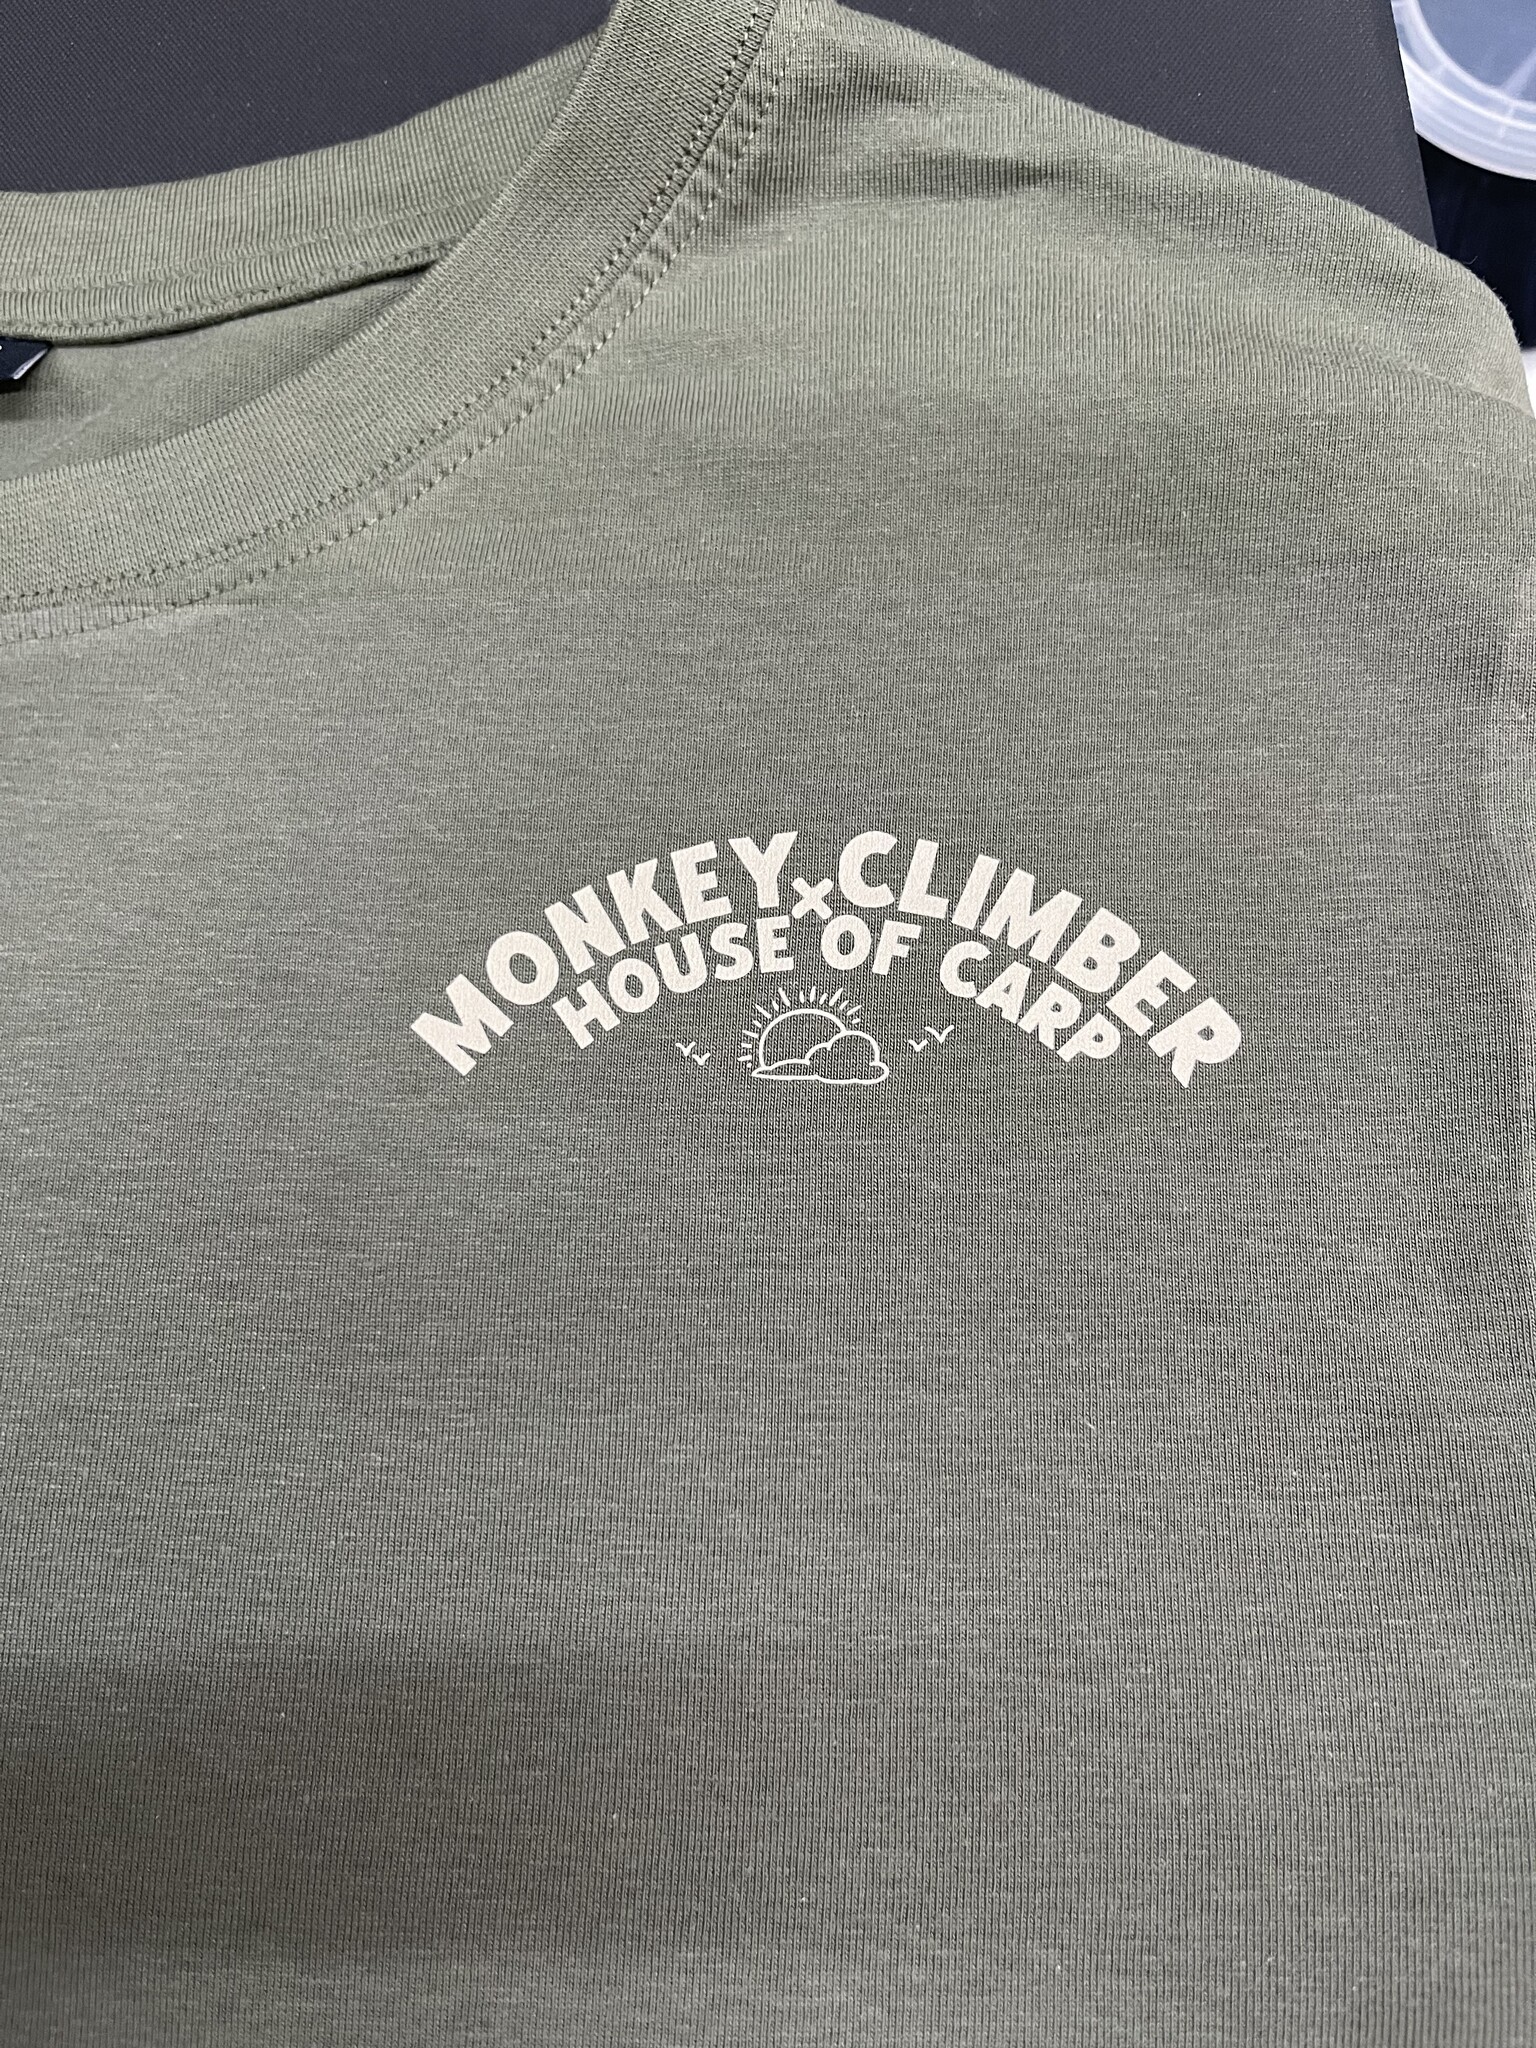 MONKEY CLIMBER
×
HOUSE OF CARP